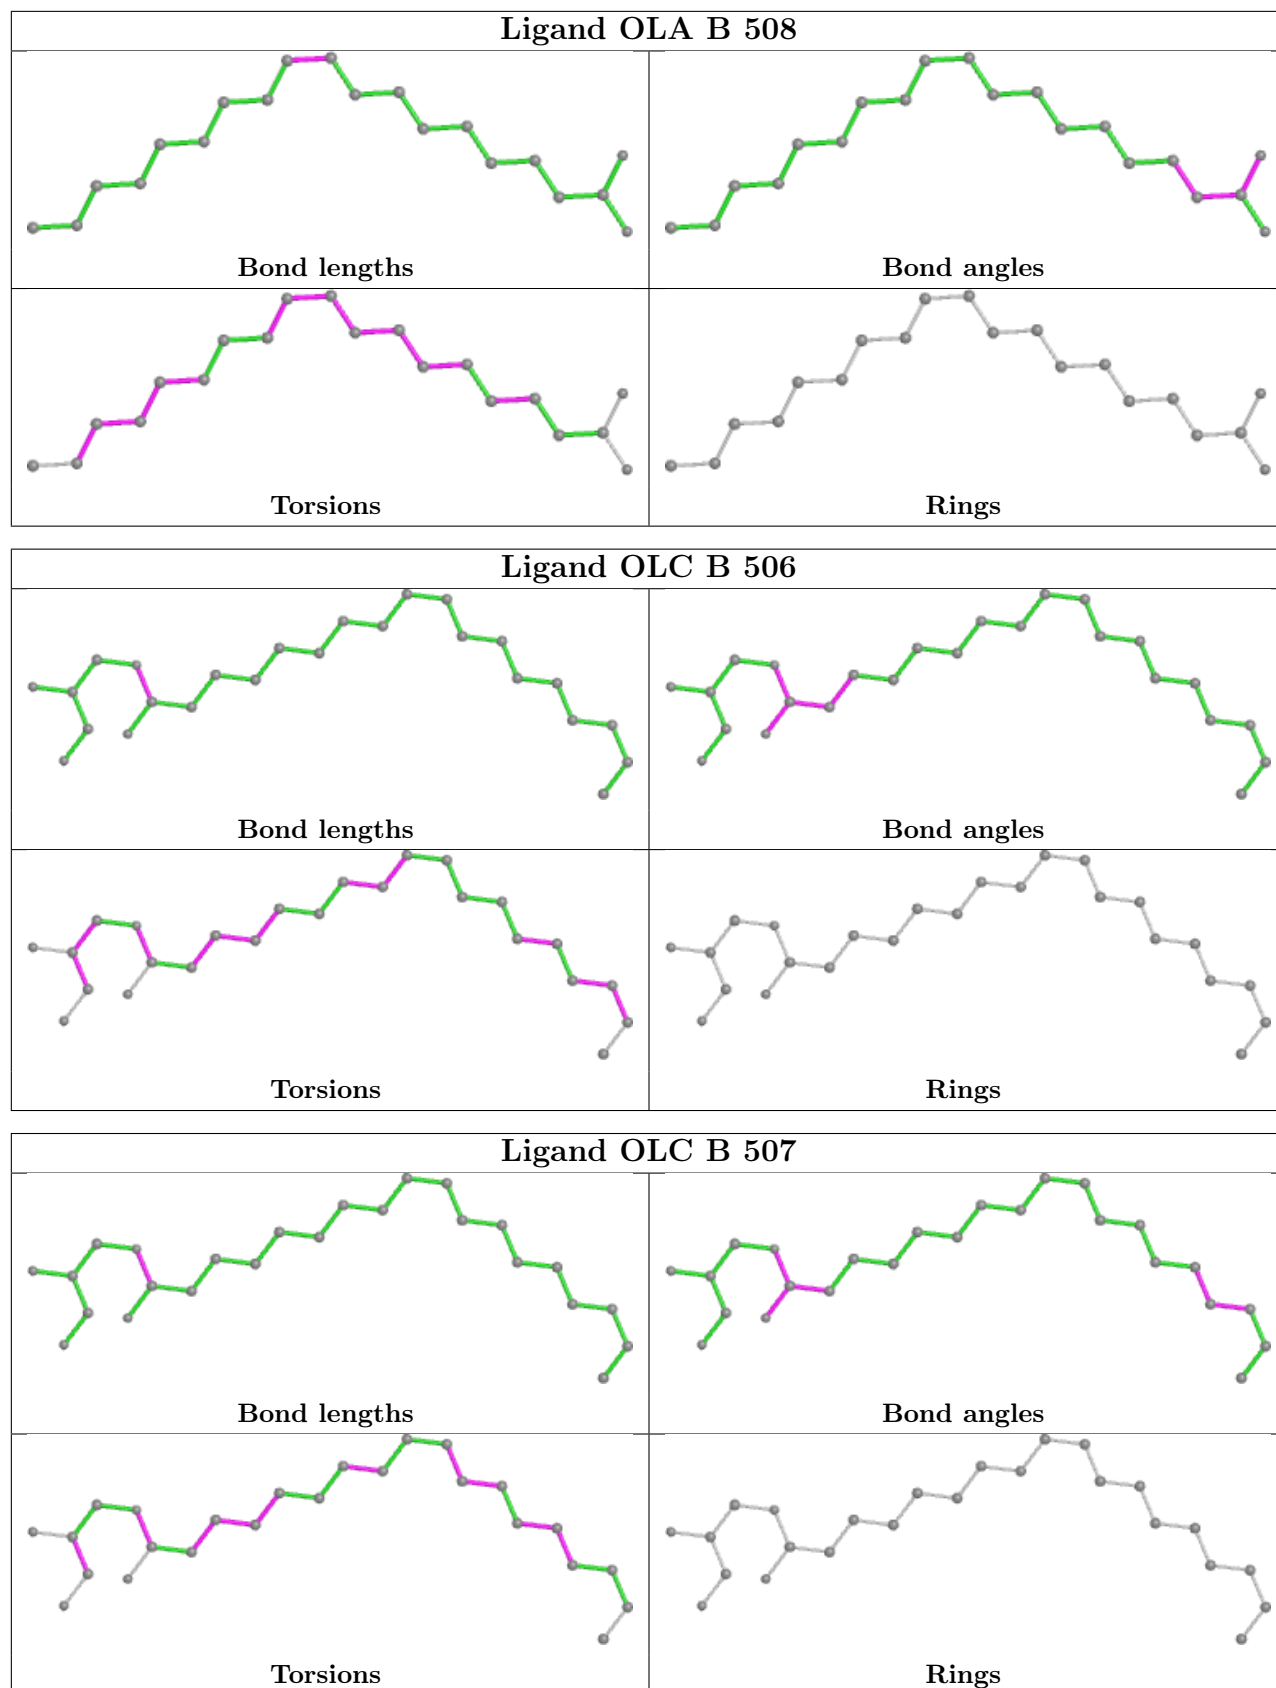 Ligand OLA B 508
Bond lengths
Bond angles
Torsions
Rings
Ligand OLC B 506
Bond lengths
Bond angles
Torsions
Rings
Ligand OLC B 507
Bond lengths
Bond angles
Torsions
Rings